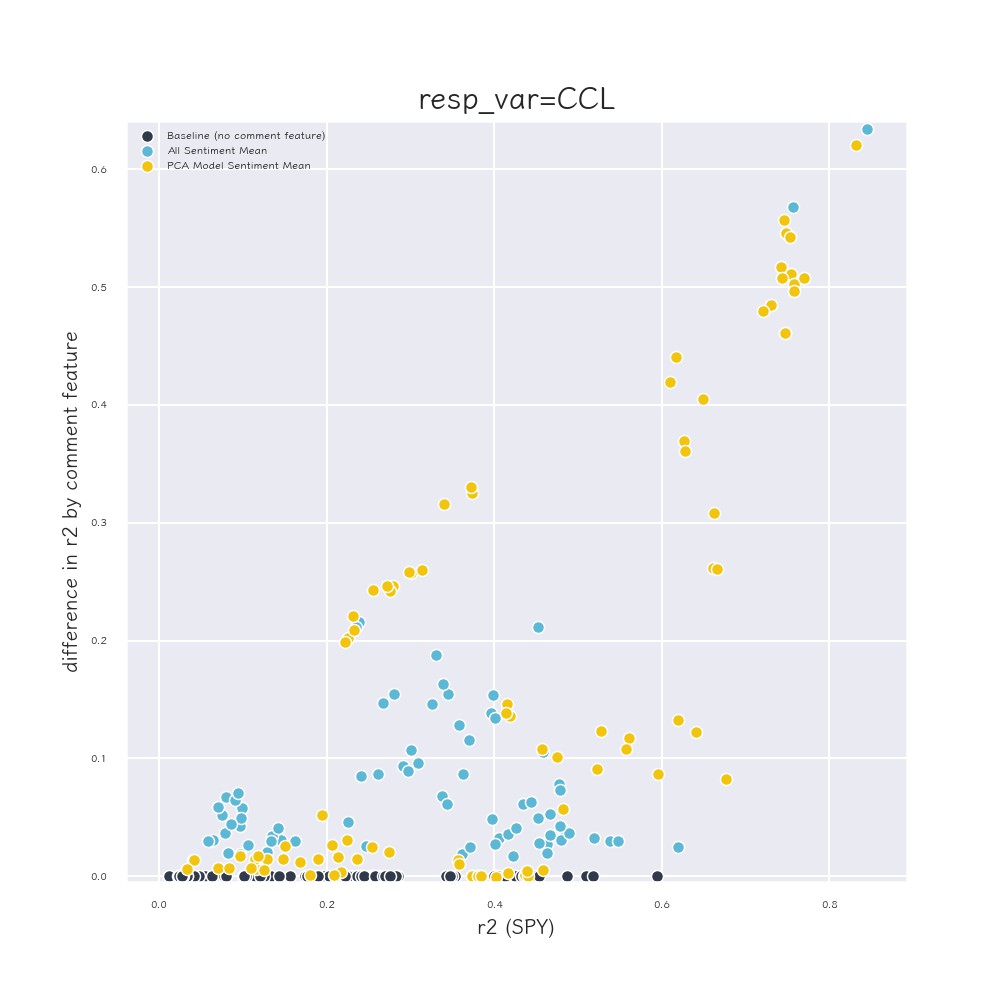 resp_var=CCL
Baseline (no comment feature)
All Sentiment Mean
PCA Model Sentiment Mean
difference in r2 by comment feature
0.6
0.5
0.4
0.3
0.2
0.1
0.0
0.0 0.2 0.4 0.6 0.8
r2 (SPY)